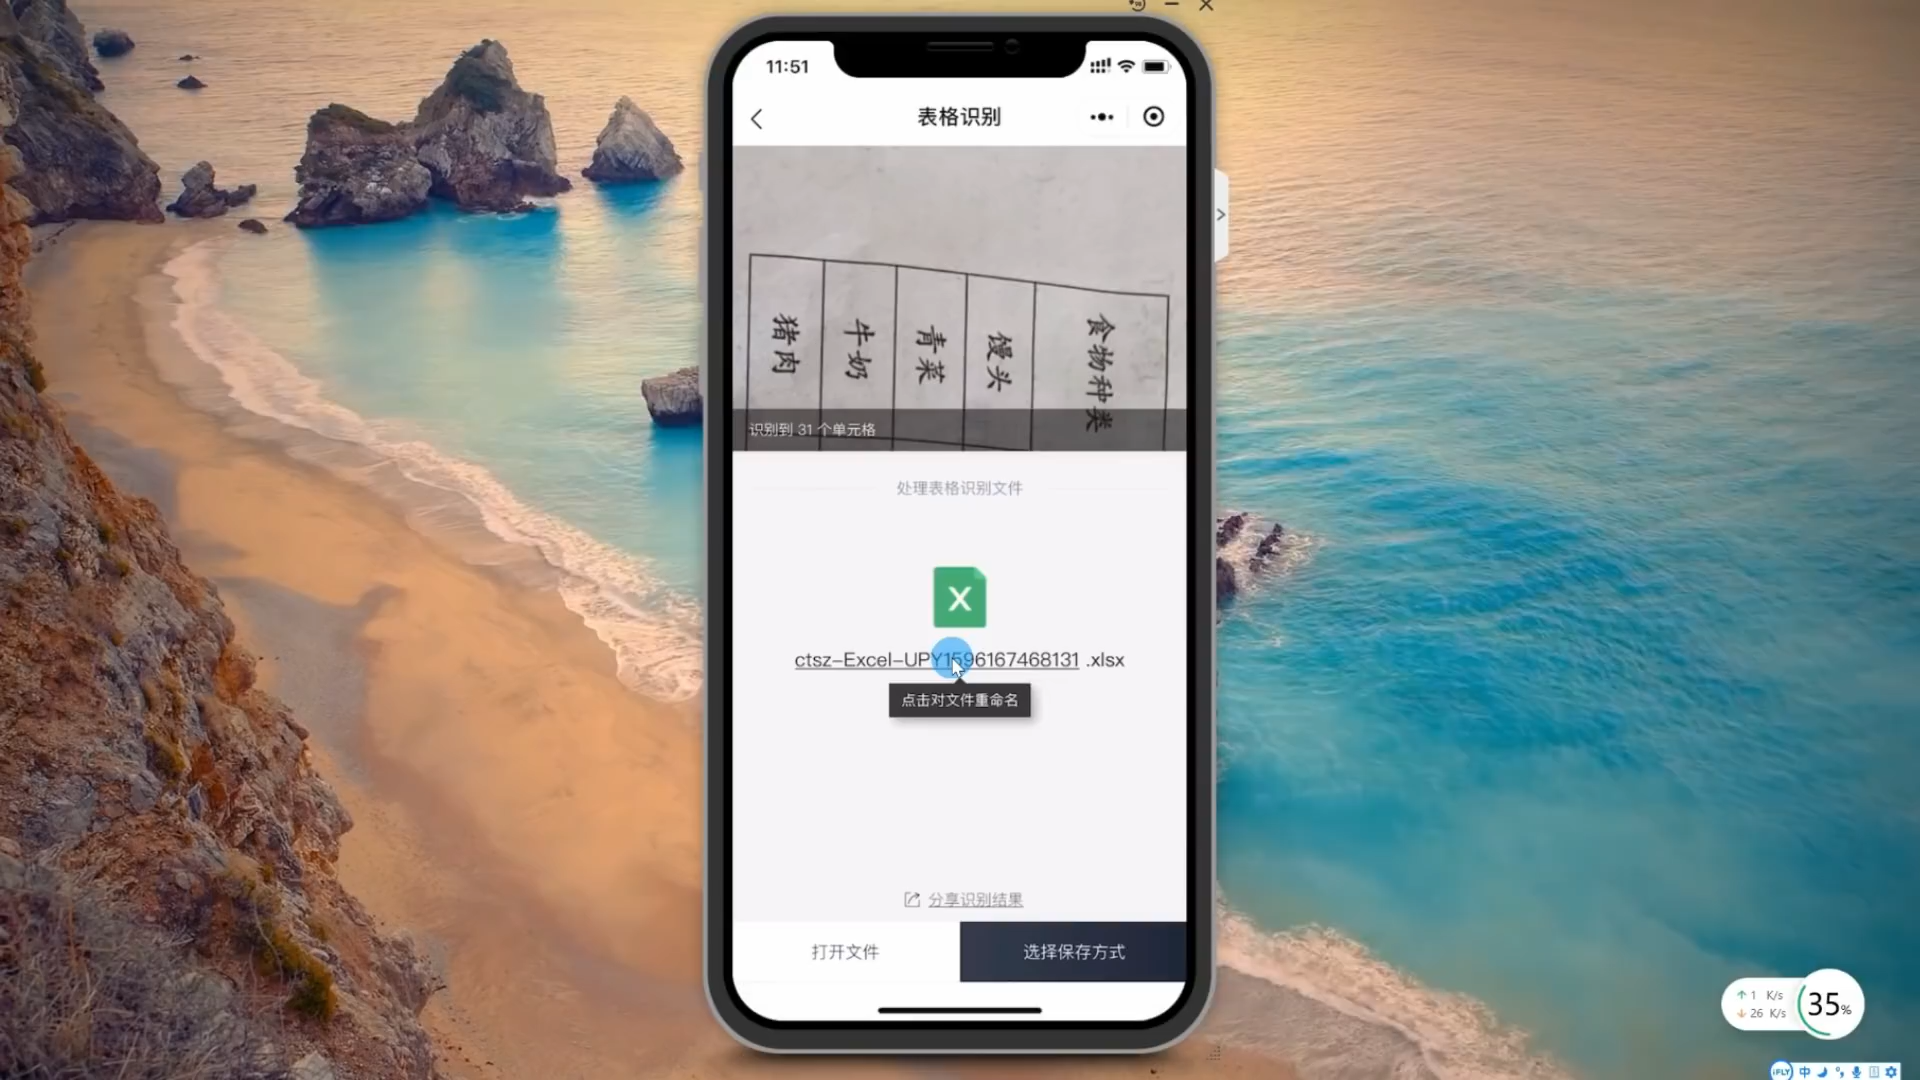 11:51
表格识别
猪肉
牛奶
青菜
馒头
食物种类
识别到 31 个单元格
处理表格识别文件
X
ctsz-Excel-UPY1596167468131 .xlsx
点击对文件重命名
分享识别结果
打开文件
选择保存方式
↑ 1 K/s
↓ 26 K/s
35%
iFLY 中